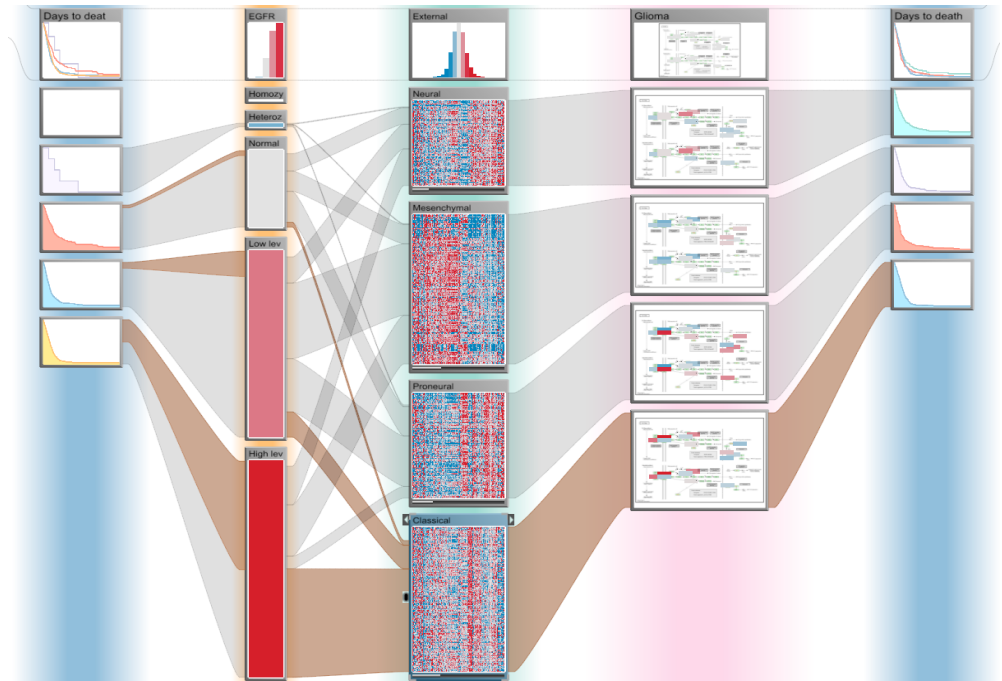 Days to deat
EGFR
External
Glioma
Days to death
Homozy
Heteroz
Normal
Low lev
High lev
Neural
Mesenchymal
Proneural
Classical